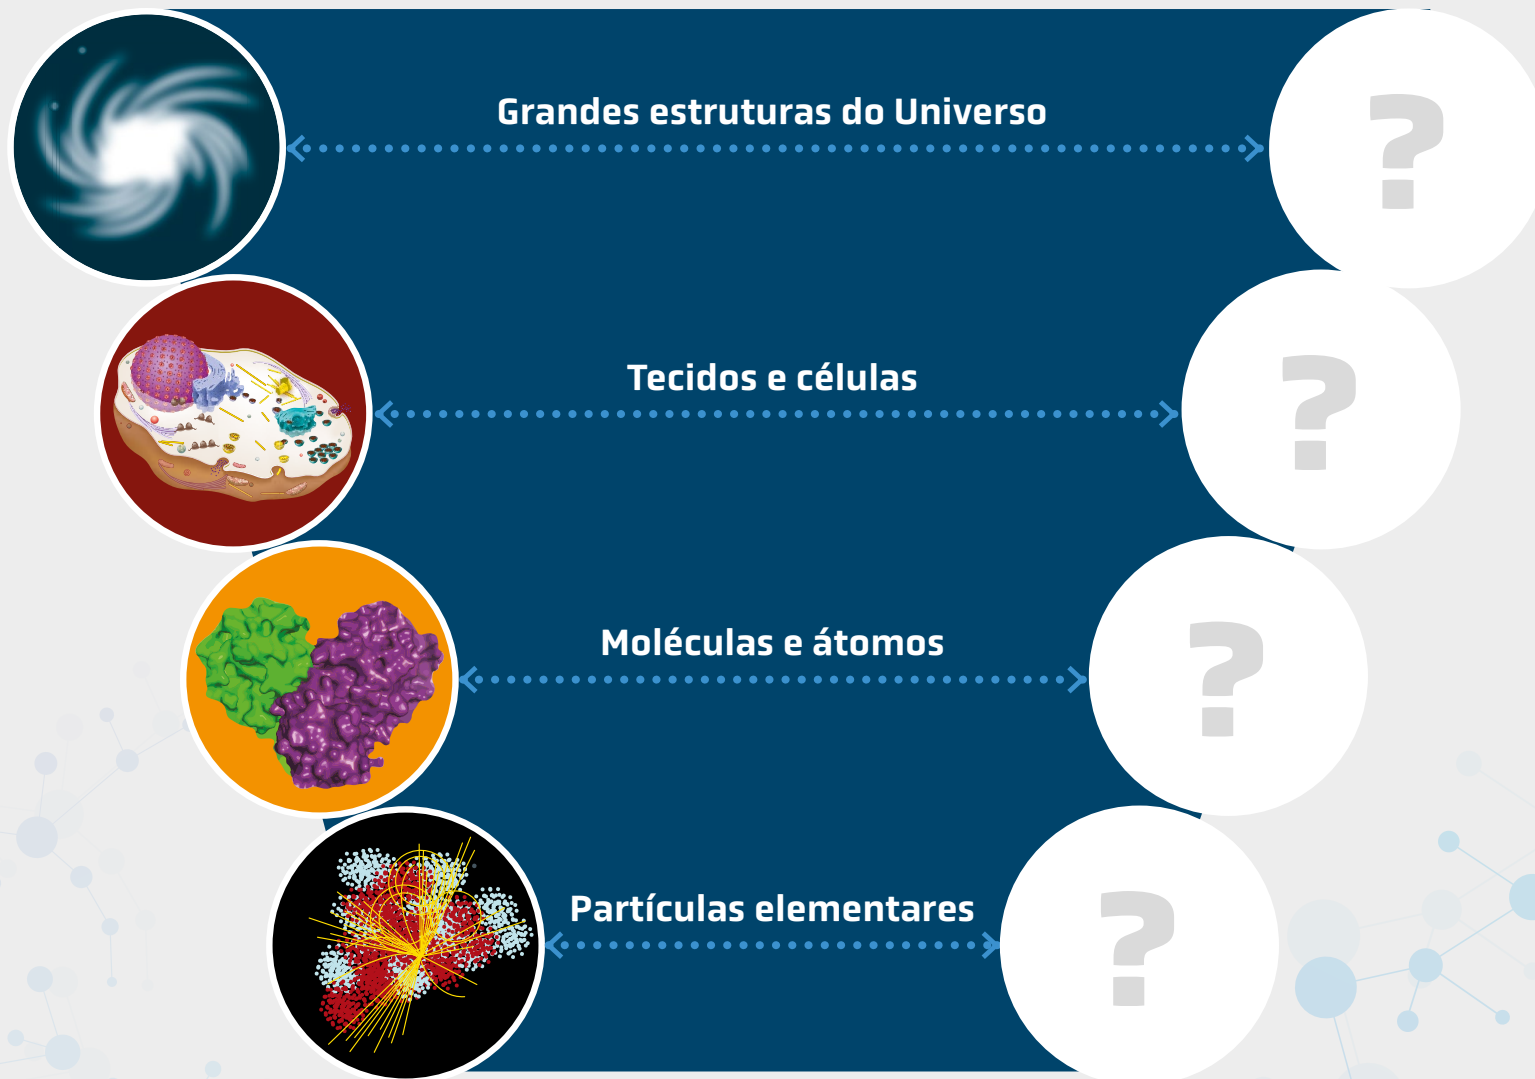 Grandes estruturas do Universo
?
Tecidos e células
?
Moléculas e átomos
?
Partículas elementares
?